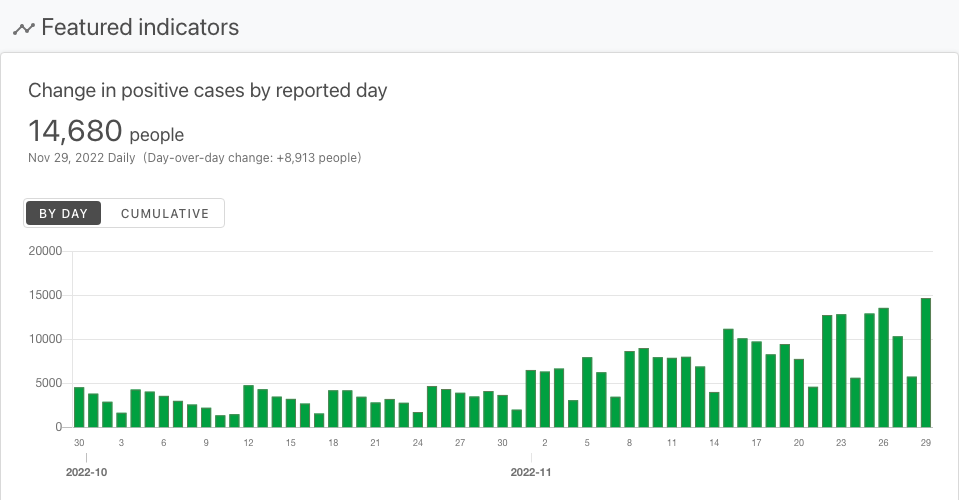 Featured indicators
Change in positive cases by reported day
14,680 people
Nov 29, 2022 Daily (Day-over-day change: +8,913 people)
BY DAY CUMULATIVE
20000
15000
10000
5000
0
30 3 6 9 12 15 18 21 24 27 30 2 5 8 11 14 17 20 23 26 29
2022-10 2022-11